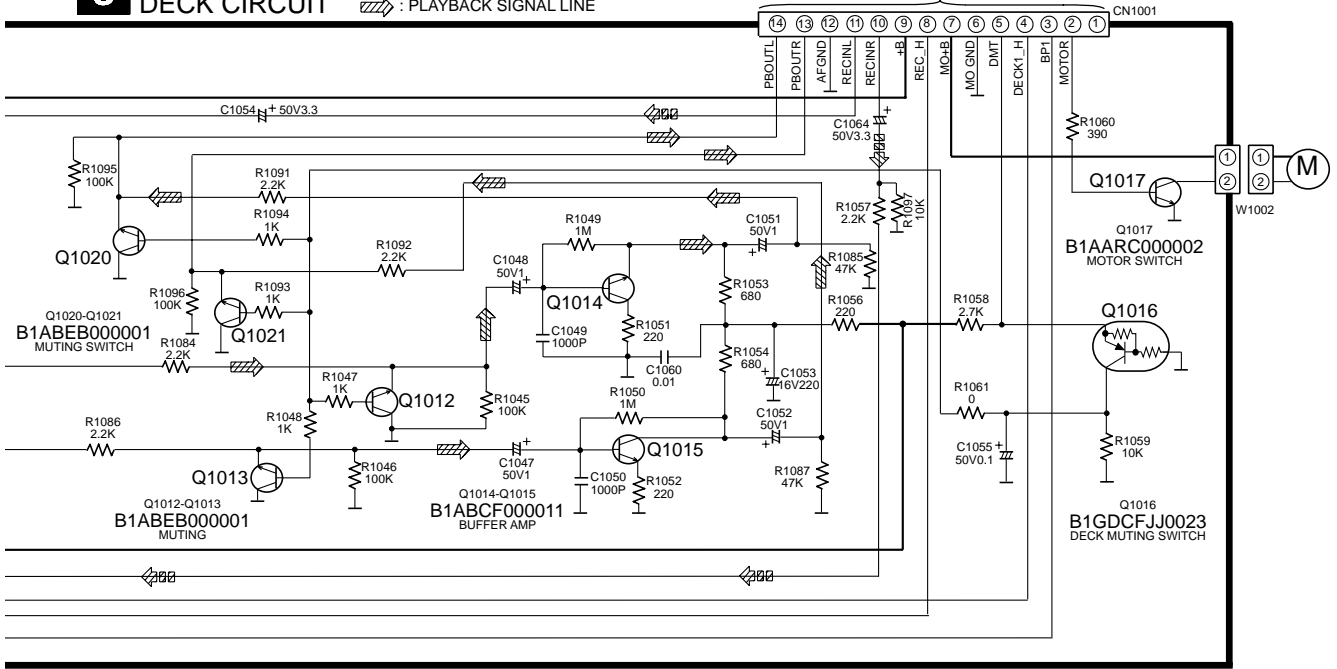 DECK CIRCUIT
: PLAYBACK SIGNAL LINE
CN1001
14 13 12 11 10 9 8 7 6 5 4 3 2 1
PBOUTL
PBOUTR
AFGND
RECINL
RECINR
+B
REC_H
MO+B
MO GND
DMT
DECK1_H
BP1
MOTOR
C1054 + 50V3.3
C1064
50V3.3
+
R1060
390
R1095
100K
R1091
2.2K
R1094
1K
Q1020
R1092
2.2K
R1049
1M
C1051
50V1
+
R1057
2.2K
R1097
10K
Q1017
1
2
1
2
M
W1002
Q1017
B1AARC000002
MOTOR SWITCH
C1048
50V1
+
R1085
47K
R1096
100K
R1093
1K
Q1021
Q1014
R1053
680
R1056
220
R1058
2.7K
Q1016
Q1020-Q1021
B1ABEB000001
MUTING SWITCH
R1084
2.2K
C1049
1000P
R1051
220
C1060
0.01
R1054
680
C1053
16V220
+
R1047
1K
Q1012
R1045
100K
R1050
1M
C1052
50V1
+
R1061
0
R1048
1K
R1086
2.2K
Q1015
C1055
50V0.1
+
R1059
10K
Q1013
R1046
100K
C1047
50V1
+
C1050
1000P
R1052
220
R1087
47K
Q1012-Q1013
B1ABEB000001
MUTING
Q1014-Q1015
B1ABCF000011
BUFFER AMP
Q1016
B1GDCFJJ0023
DECK MUTING SWITCH